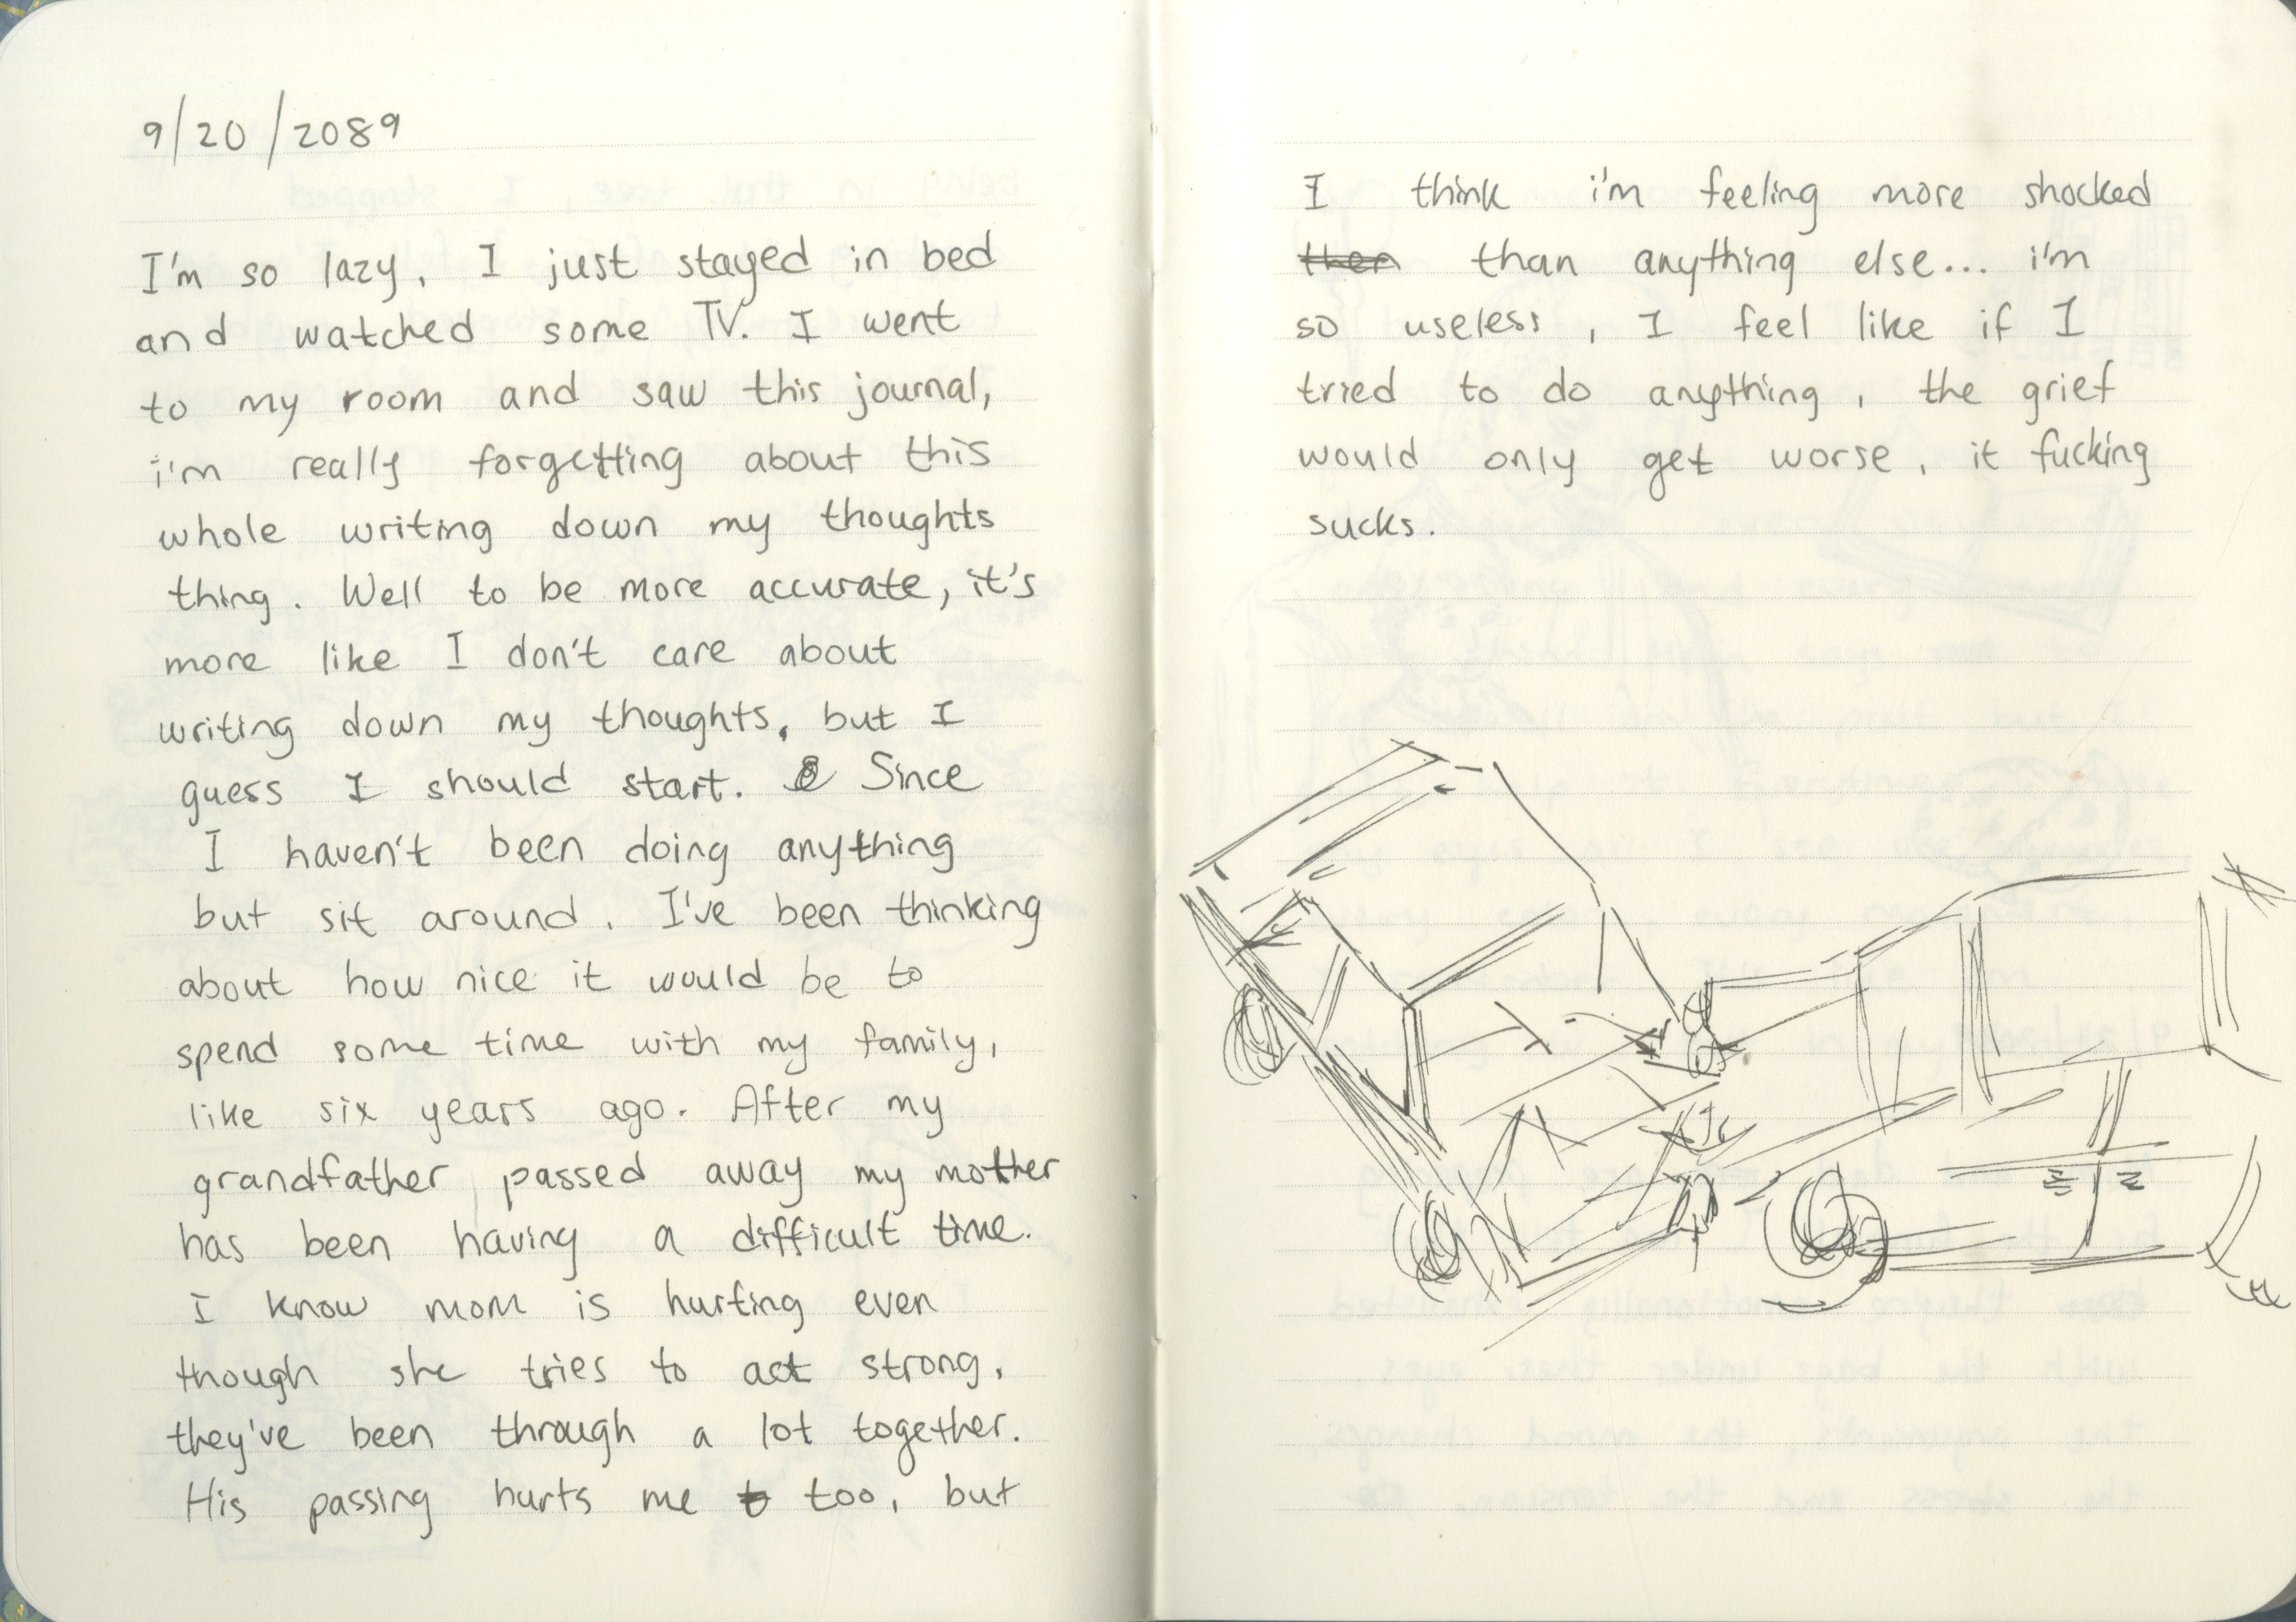 9/20/2089
I'm so lazy, I just stayed in bed
and watched some TV. I went
to my room and saw this journal,
i'm really forgetting about this
whole writing down my thoughts
thing. Well to be more accurate, it's
more like I don't care about
writing down my thoughts, but I
guess I should start. Since
I haven't been doing anything
but sit around. I've been thinking
about how nice it would be to
spend some time with my family,
like six years ago. After my
grandfather passed away my mother
has been having a difficult time.
I know mom is hurting even
though she tries to act strong,
they've been through a lot together.
His passing hurts me too, but
I think i'm feeling more shocked
then than anything else... i'm
so useless, I feel like if I
tried to do anything, the grief
would only get worse, it fucking
sucks.